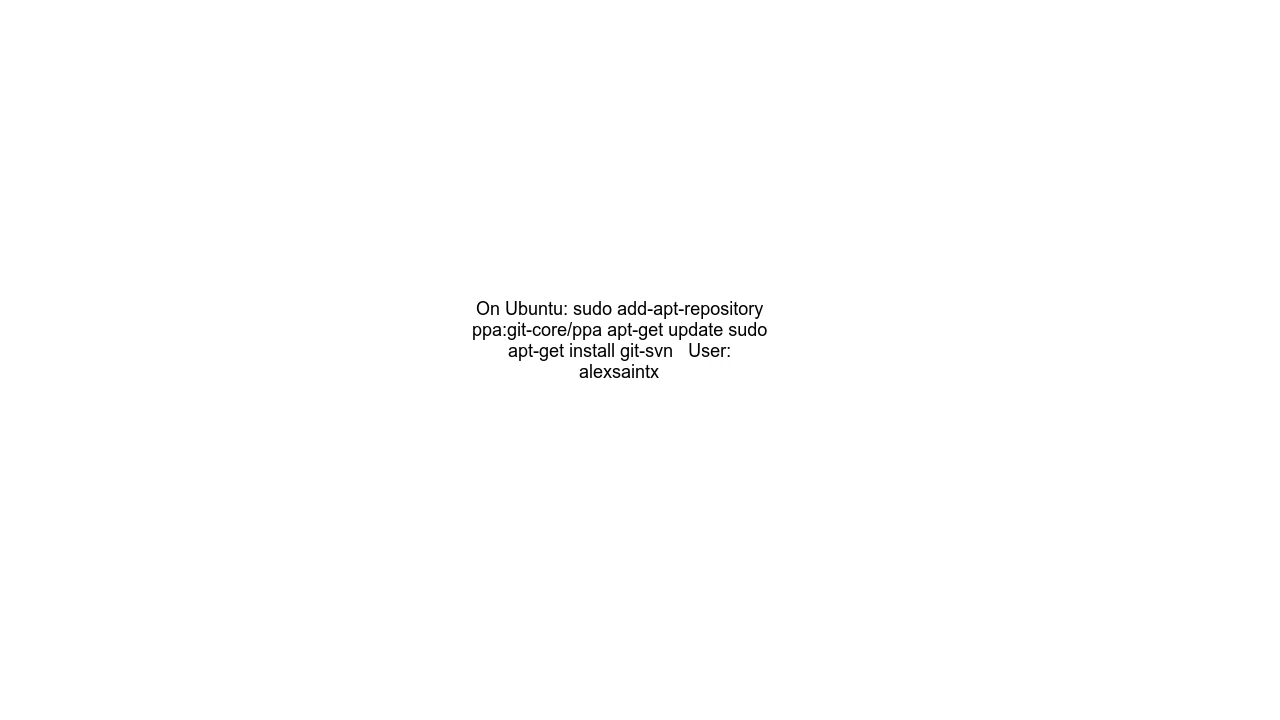 On Ubuntu: sudo add-apt-repository
ppa:git-core/ppa apt-get update sudo
apt-get install git-svn   User:
alexsaintx